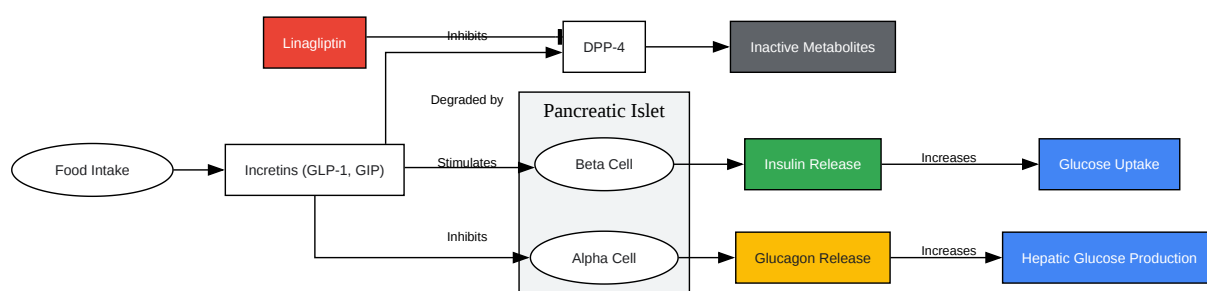 Linagliptin
Inhibits
DPP-4
Inactive Metabolites
Degraded by
Pancreatic Islet
Food Intake
Incretins (GLP-1, GIP)
Stimulates
Beta Cell
Insulin Release
Increases
Glucose Uptake
Inhibits
Alpha Cell
Glucagon Release
Increases
Hepatic Glucose Production